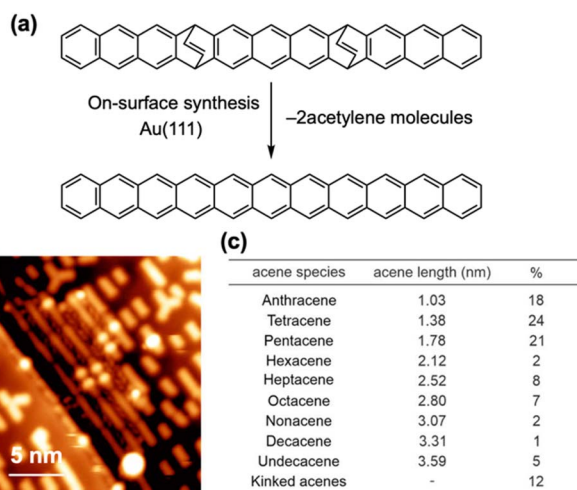 (a)
On-surface synthesis
Au(111)
–2acetylene molecules
(c)
acene species acene length (nm) %
Anthracene 1.03 18
Tetracene 1.38 24
Pentacene 1.78 21
Hexacene 2.12 2
Heptacene 2.52 8
Octacene 2.80 7
Nonacene 3.07 2
Decacene 3.31 1
Undecacene 3.59 5
Kinked acenes - 12
5 nm